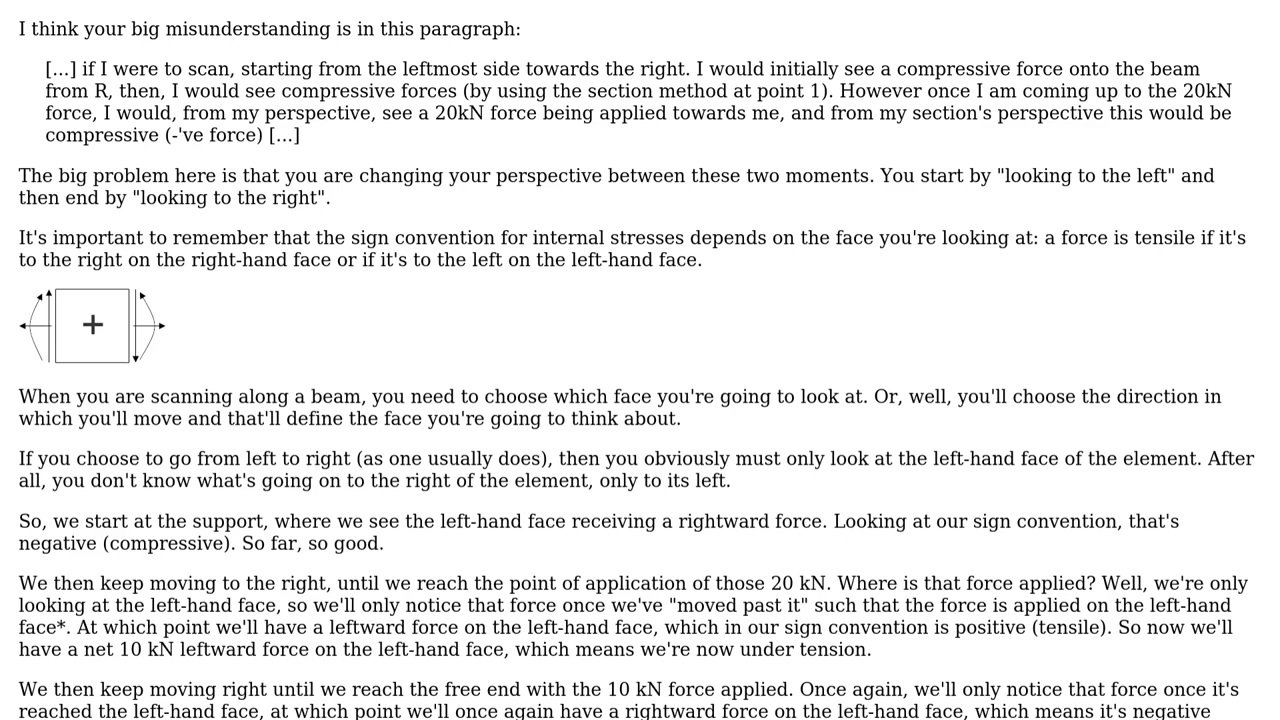 I think your big misunderstanding is in this paragraph:
[...] if I were to scan, starting from the leftmost side towards the right. I would initially see a compressive force onto the beam
from R, then, I would see compressive forces (by using the section method at point 1). However once I am coming up to the 20kN
force, I would, from my perspective, see a 20kN force being applied towards me, and from my section's perspective this would be
compressive (-'ve force) [...]
The big problem here is that you are changing your perspective between these two moments. You start by "looking to the left" and
then end by "looking to the right".
It's important to remember that the sign convention for internal stresses depends on the face you're looking at: a force is tensile if it's
to the right on the right-hand face or if it's to the left on the left-hand face.
+
When you are scanning along a beam, you need to choose which face you're going to look at. Or, well, you'll choose the direction in
which you'll move and that'll define the face you're going to think about.
If you choose to go from left to right (as one usually does), then you obviously must only look at the left-hand face of the element. After
all, you don't know what's going on to the right of the element, only to its left.
So, we start at the support, where we see the left-hand face receiving a rightward force. Looking at our sign convention, that's
negative (compressive). So far, so good.
We then keep moving to the right, until we reach the point of application of those 20 kN. Where is that force applied? Well, we're only
looking at the left-hand face, so we'll only notice that force once we've "moved past it" such that the force is applied on the left-hand
face*. At which point we'll have a leftward force on the left-hand face, which in our sign convention is positive (tensile). So now we'll
have a net 10 kN leftward force on the left-hand face, which means we're now under tension.
We then keep moving right until we reach the free end with the 10 kN force applied. Once again, we'll only notice that force once it's
reached the left-hand face, at which point we'll once again have a rightward force on the left-hand face, which means it's negative